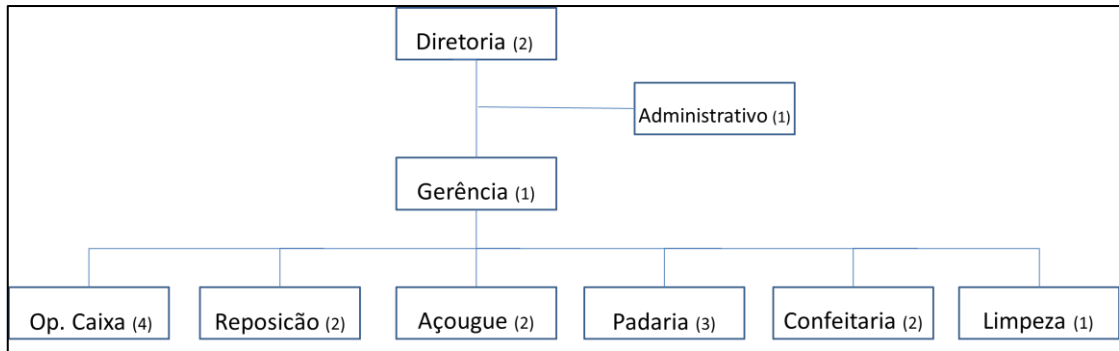 Diretoria (2)
Administrativo (1)
Gerência (1)
Op. Caixa (4) Reposicão (2) Açougue (2) Padaria (3) Confeitaria (2) Limpeza (1)